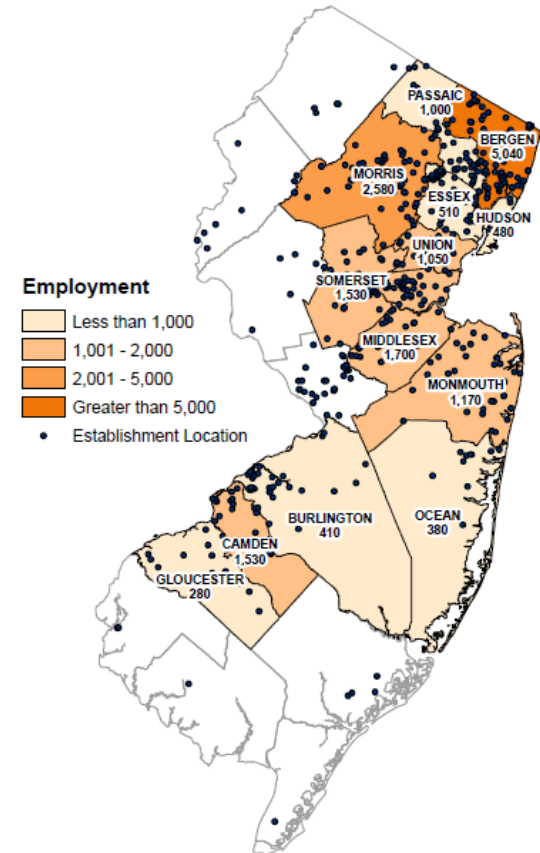 PASSAIC
1,000
BERGEN
5,040
MORRIS
2,580
ESSEX
510
HUDSON
480
UNION
1,050
SOMERSET
1,530
Employment
Less than 1,000
1,001 - 2,000
2,001 - 5,000
Greater than 5,000
Establishment Location
MIDDLESEX
1,700
MONMOUTH
1,170
OCEAN
380
BURLINGTON
410
CAMDEN
1,530
GLOUCESTER
280